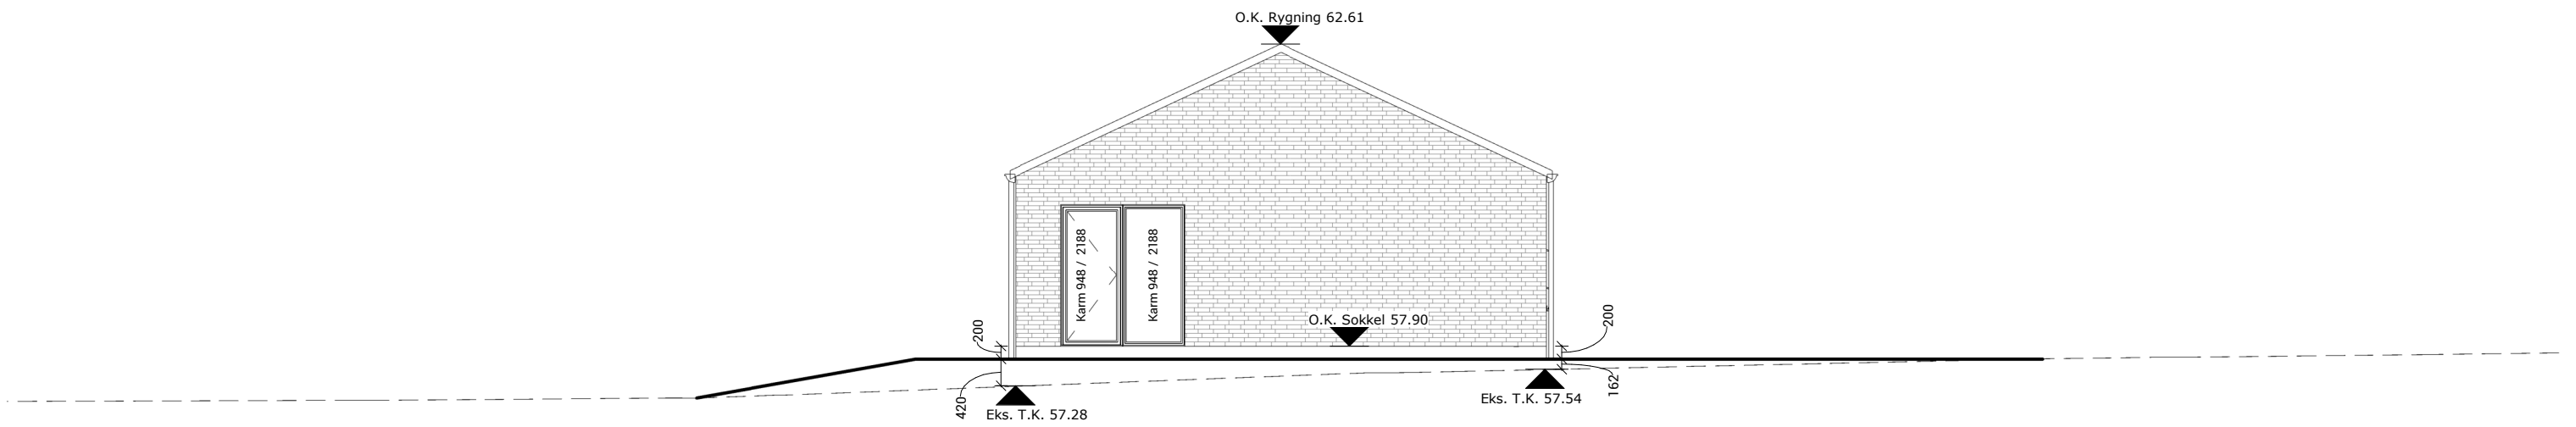 O.K. Rygning 62.61
Karm 948 / 2188
Karm 948 / 2188
O.K. Sokkel 57.90
200
200
420
162
Eks. T.K. 57.28
Eks. T.K. 57.54